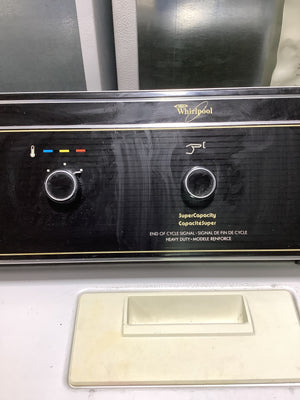 Whirlpool
SuperCapacity
CapacitéSuper
END OF CYCLE SIGNAL · SIGNAL DE FIN DE CYCLE
HEAVY DUTY · MODELE RENFORCE